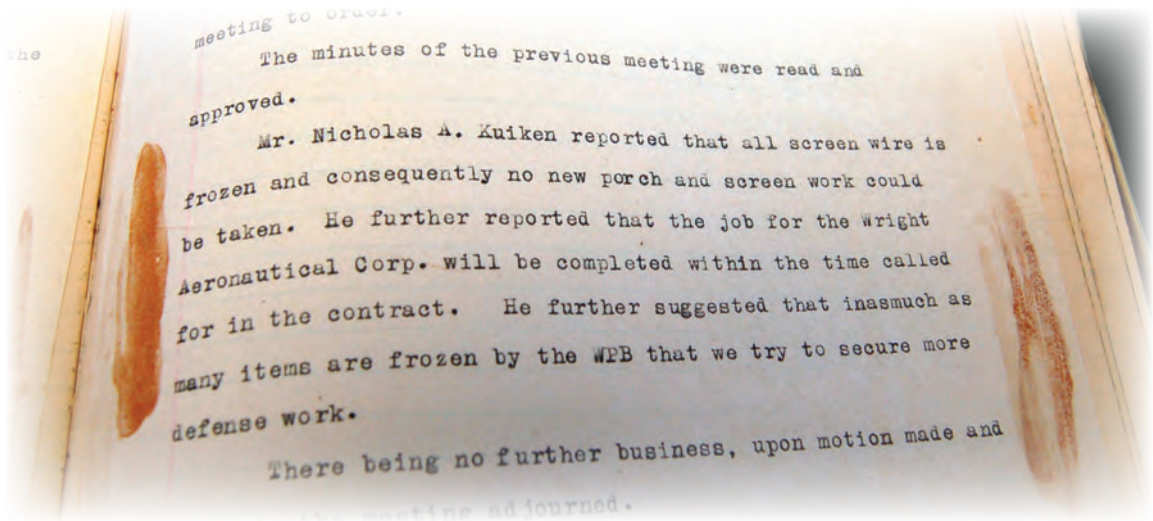 the
meeting to order.
The minutes of the previous meeting were read and
approved.
Mr. Nicholas A. Kuiken reported that all screen wire is
frozen and consequently no new porch and screen work could
be taken. He further reported that the job for the Wright
Aeronautical Corp. will be completed within the time called
for in the contract. He further suggested that inasmuch as
many items are frozen by the WPB that we try to secure more
defense work.
There being no further business, upon motion made and
the meeting adjourned.